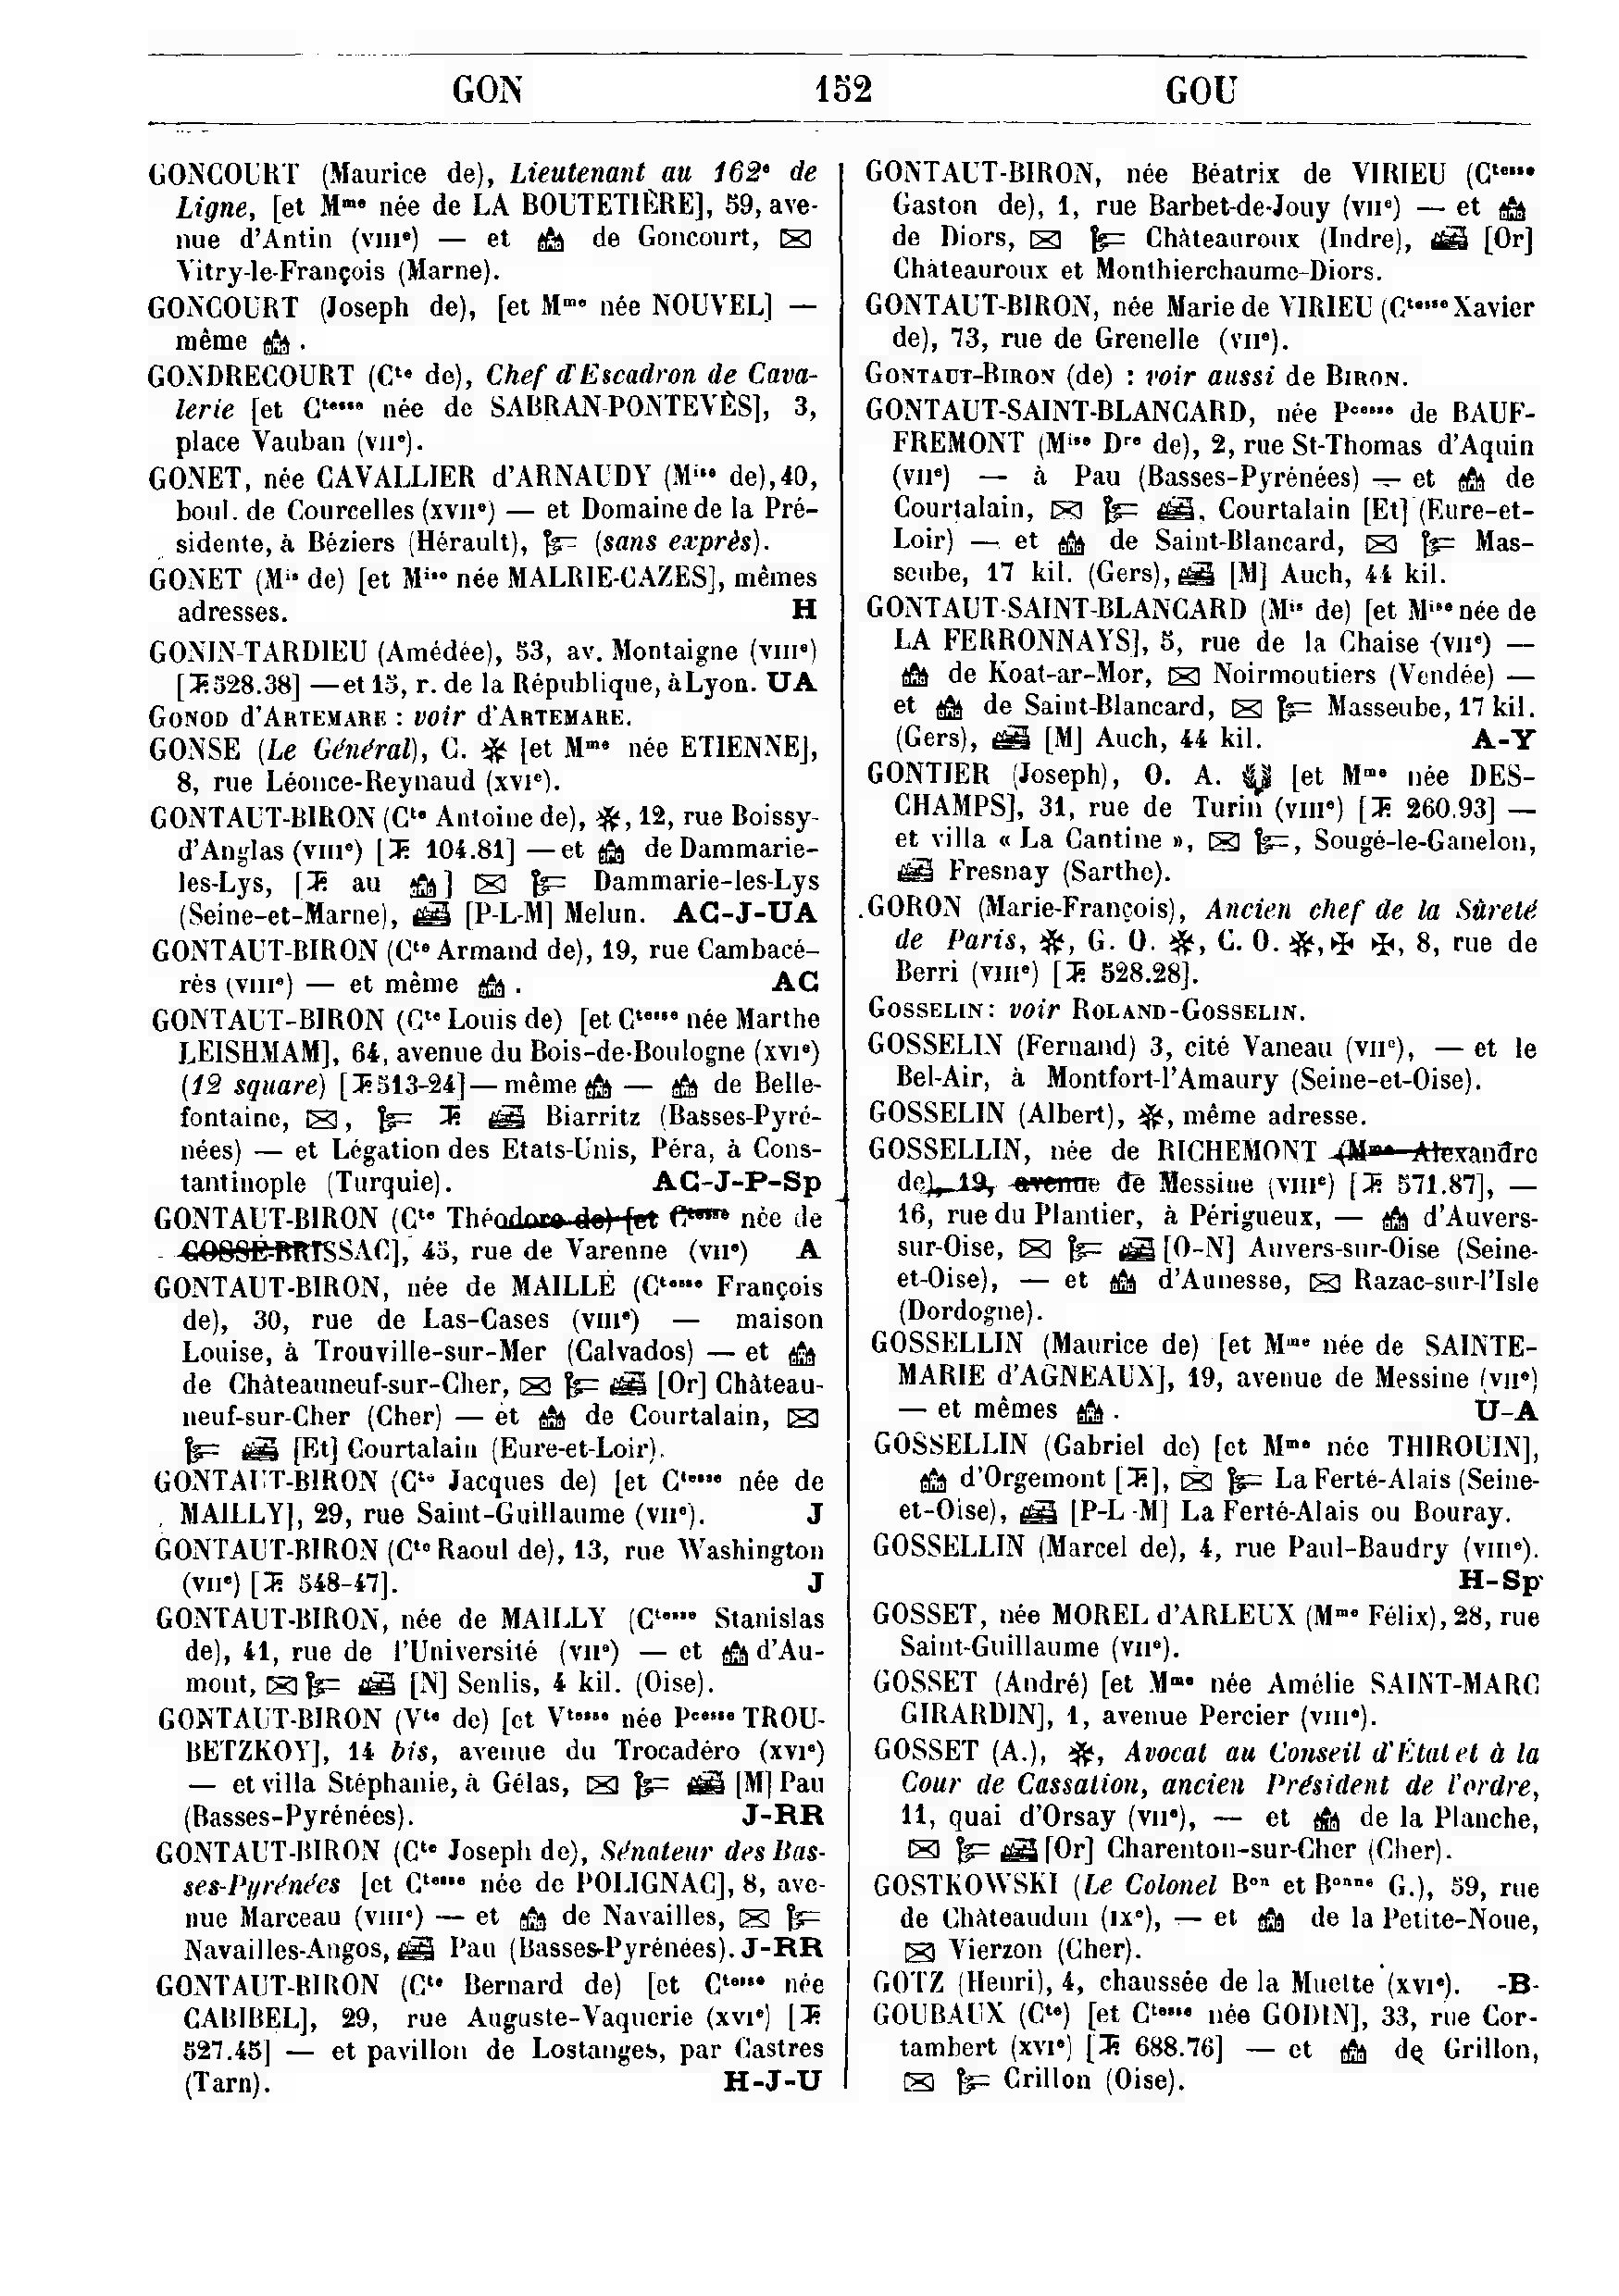 GON 152 GOU
GONCOURT (Maurice de), Lieutenant au 162e de
Ligne, [et Mme née de LA BOUTETIÈRE], 59, ave-
nue d'Antin (VIIIe) — et de Goncourt,
Vitry-le-François (Marne).
GONCOURT (Joseph de), [et Mme née NOUVEL] —
même .
GONDRECOURT (Cte de), Chef d'Escadron de Cava-
lerie [et Ctesse née de SABRAN-PONTEVÈS], 3,
place Vauban (VIIe).
GONET, née CAVALLIER d'ARNAUDY (Mise de), 40,
boul. de Courcelles (XVIIe) — et Domaine de la Pré-
sidente, à Béziers (Hérault), (sans exprès).
GONET (Mis de) [et Mise née MALRIE-CAZES], mêmes
adresses. H
GONIN-TARDIEU (Amédée), 53, av. Montaigne (VIIIe)
[T. 528.38] — et 15, r. de la République, à Lyon. UA
GONOD d'ARTEMARE : voir d'ARTEMARE.
GONSE (Le Général), C. ✻ [et Mme née ETIENNE],
8, rue Léonce-Reynaud (XVIe).
GONTAUT-BIRON (Cte Antoine de), ✻, 12, rue Boissy-
d'Anglas (VIIIe) [T. 104.81] — et de Dammarie-
les-Lys, [T. au ] Dammarie-les-Lys
(Seine-et-Marne), [P-L-M] Melun. AC-J-UA
GONTAUT-BIRON (Cte Armand de), 19, rue Cambacé-
rès (VIIIe) — et même . AC
GONTAUT-BIRON (Cte Louis de) [et Ctesse née Marthe
LEISHMAM], 64, avenue du Bois-de-Boulogne (XVIe)
(12 square) [T. 513-24] — même — de Belle-
fontaine, , T. Biarritz (Basses-Pyré-
nées) — et Légation des Etats-Unis, Péra, à Cons-
tantinople (Turquie). AC-J-P-Sp
GONTAUT-BIRON (Cte Théodore de) [et Ctesse née de
COSSÉ-BRISSAC], 45, rue de Varenne (VIIe) A
GONTAUT-BIRON, née de MAILLÉ (Ctesse François
de), 30, rue de Las-Cases (VIIIe) — maison
Louise, à Trouville-sur-Mer (Calvados) — et
de Châteauneuf-sur-Cher, [Or] Château-
neuf-sur-Cher (Cher) — et de Courtalain,
[Et] Courtalain (Eure-et-Loir).
GONTAUT-BIRON (Cte Jacques de) [et Ctesse née de
MAILLY], 29, rue Saint-Guillaume (VIIe). J
GONTAUT-BIRON (Cte Raoul de), 13, rue Washington
(VIIe) [T. 548-47]. J
GONTAUT-BIRON, née de MAILLY (Ctesse Stanislas
de), 41, rue de l'Université (VIIe) — et d'Au-
mont, [N] Senlis, 4 kil. (Oise).
GONTAUT-BIRON (Vte de) [et Vtesse née Pcesse TROU-
BETZKOY], 14 bis, avenue du Trocadéro (XVIe)
— et villa Stéphanie, à Gélas, [M] Pau
(Basses-Pyrénées). J-RR
GONTAUT-BIRON (Cte Joseph de), Sénateur des Bas-
ses-Pyrénées [et Ctesse née de POLIGNAC], 8, ave-
nue Marceau (VIIIe) — et de Navailles,
Navailles-Angos, Pau (Basses-Pyrénées). J-RR
GONTAUT-BIRON (Cte Bernard de) [et Ctesse née
CABIBEL], 29, rue Auguste-Vaquerie (XVIe) [T.
527.45] — et pavillon de Lostanges, par Castres
(Tarn). H-J-U
GONTAUT-BIRON, née Béatrix de VIRIEU (Ctesse
Gaston de), 1, rue Barbet-de-Jouy (VIIe) — et
de Diors, Châteauroux (Indre), [Or]
Châteauroux et Monthierchaume-Diors.
GONTAUT-BIRON, née Marie de VIRIEU (Ctesse Xavier
de), 73, rue de Grenelle (VIIe).
GONTAUT-BIRON (de) : voir aussi de BIRON.
GONTAUT-SAINT-BLANCARD, née Pcesse de BAUF-
FREMONT (Mise Dre de), 2, rue St-Thomas d'Aquin
(VIIe) — à Pau (Basses-Pyrénées) — et de
Courtalain, , Courtalain [Et] (Eure-et-
Loir) — et de Saint-Blancard, Mas-
seube, 17 kil. (Gers), [M] Auch, 44 kil.
GONTAUT-SAINT-BLANCARD (Mis de) [et Mise née de
LA FERRONNAYS], 5, rue de la Chaise (VIIe) —
de Koat-ar-Mor, Noirmoutiers (Vendée) —
et de Saint-Blancard, Masseube, 17 kil.
(Gers), [M] Auch, 44 kil. A-Y
GONTIER (Joseph), O. A. [et Mme née DES-
CHAMPS], 31, rue de Turin (VIIIe) [T. 260.93] —
et villa « La Cantine », , Sougé-le-Ganelon,
Fresnay (Sarthe).
GORON (Marie-François), Ancien chef de la Sûreté
de Paris, ✻, G. O. ✻, C. O. ✻, ✠ ✠, 8, rue de
Berri (VIIIe) [T. 528.28].
GOSSELIN : voir ROLAND-GOSSELIN.
GOSSELIN (Fernand) 3, cité Vaneau (VIIe), — et le
Bel-Air, à Montfort-l'Amaury (Seine-et-Oise).
GOSSELIN (Albert), ✻, même adresse.
GOSSELLIN, née de RICHEMONT (Mme Alexandre
de), 19, avenue de Messine (VIIIe) [T. 571.87], —
16, rue du Plantier, à Périgueux, — d'Auvers-
sur-Oise, [O-N] Auvers-sur-Oise (Seine-
et-Oise), — et d'Aunesse, Razac-sur-l'Isle
(Dordogne).
GOSSELLIN (Maurice de) [et Mme née de SAINTE-
MARIE d'AGNEAUX], 19, avenue de Messine (VIIe)
— et mêmes . U-A
GOSSELLIN (Gabriel de) [et Mme née THIROUIN],
d'Orgemont [T.], La Ferté-Alais (Seine-
et-Oise), [P-L-M] La Ferté-Alais ou Bouray.
GOSSELLIN (Marcel de), 4, rue Paul-Baudry (VIIIe).
H-Sp
GOSSET, née MOREL d'ARLEUX (Mme Félix), 28, rue
Saint-Guillaume (VIIe).
GOSSET (André) [et Mme née Amélie SAINT-MARC
GIRARDIN], 1, avenue Percier (VIIIe).
GOSSET (A.), ✻, Avocat au Conseil d'État et à la
Cour de Cassation, ancien Président de l'ordre,
11, quai d'Orsay (VIIe), — et de la Planche,
[Or] Charenton-sur-Cher (Cher).
GOSTKOWSKI (Le Colonel Bon et Bonne G.), 59, rue
de Châteaudun (IXe), — et de la Petite-Noue,
Vierzon (Cher).
GOTZ (Henri), 4, chaussée de la Muette (XVIe). -B-
GOUBAUX (Cte) [et Ctesse née GODIN], 33, rue Cor-
tambert (XVIe) [T. 688.76] — et de Grillon,
Grillon (Oise).